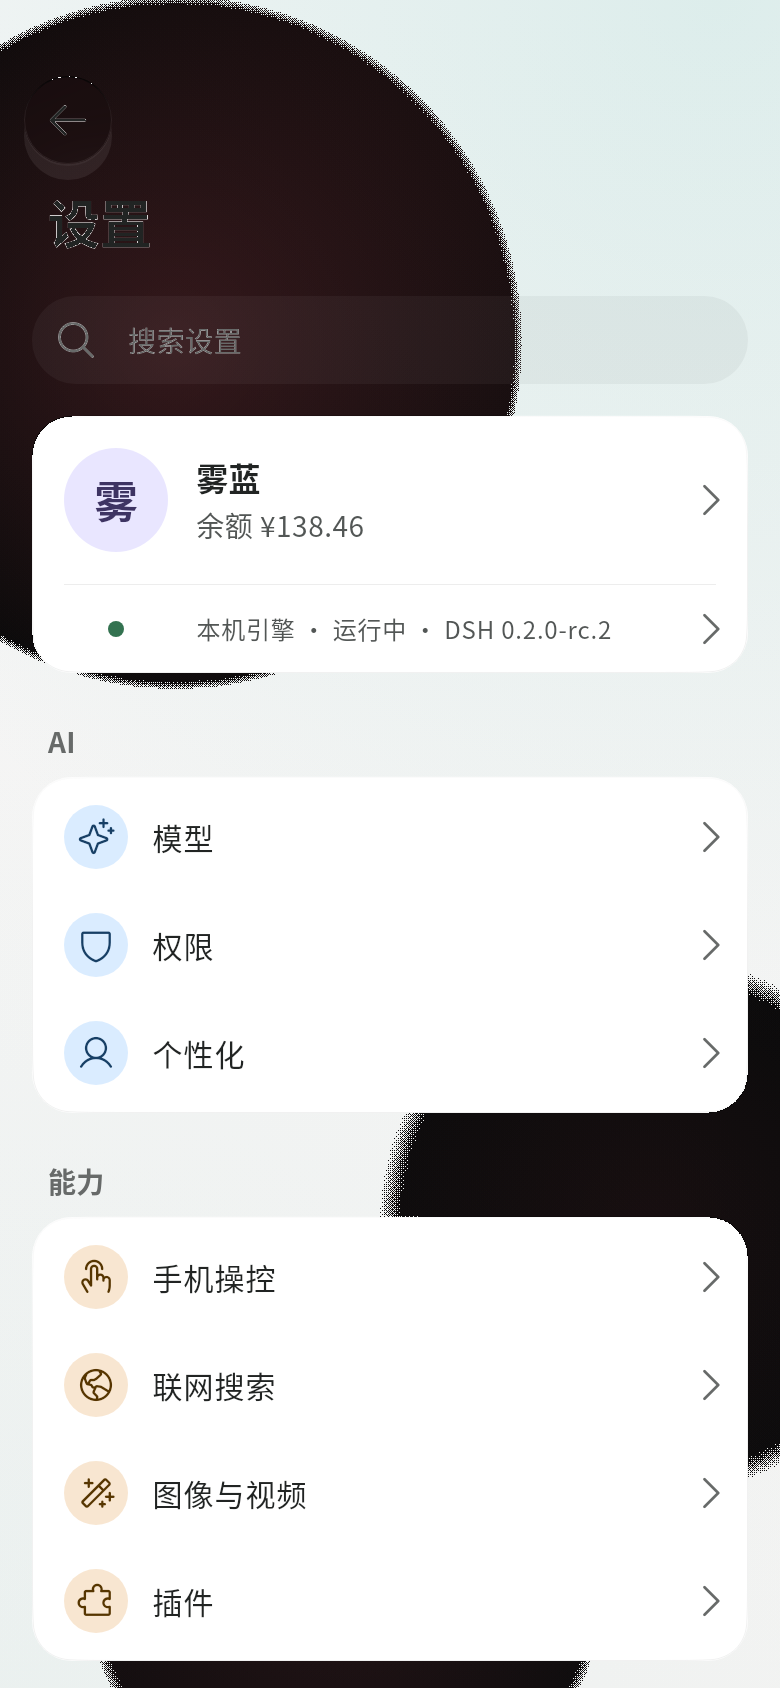 设置
搜索设置
雾
雾蓝
余额 ¥138.46
本机引擎 · 运行中 · DSH 0.2.0-rc.2
AI
模型
权限
个性化
能力
手机操控
联网搜索
图像与视频
插件